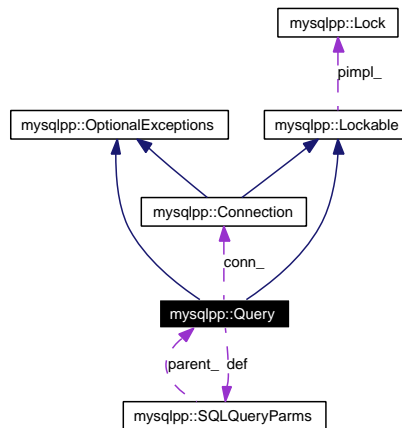 mysqlpp::Lock
pimpl_
mysqlpp::OptionalExceptions
mysqlpp::Lockable
mysqlpp::Connection
conn_
mysqlpp::Query
parent_
def
mysqlpp::SQLQueryParms